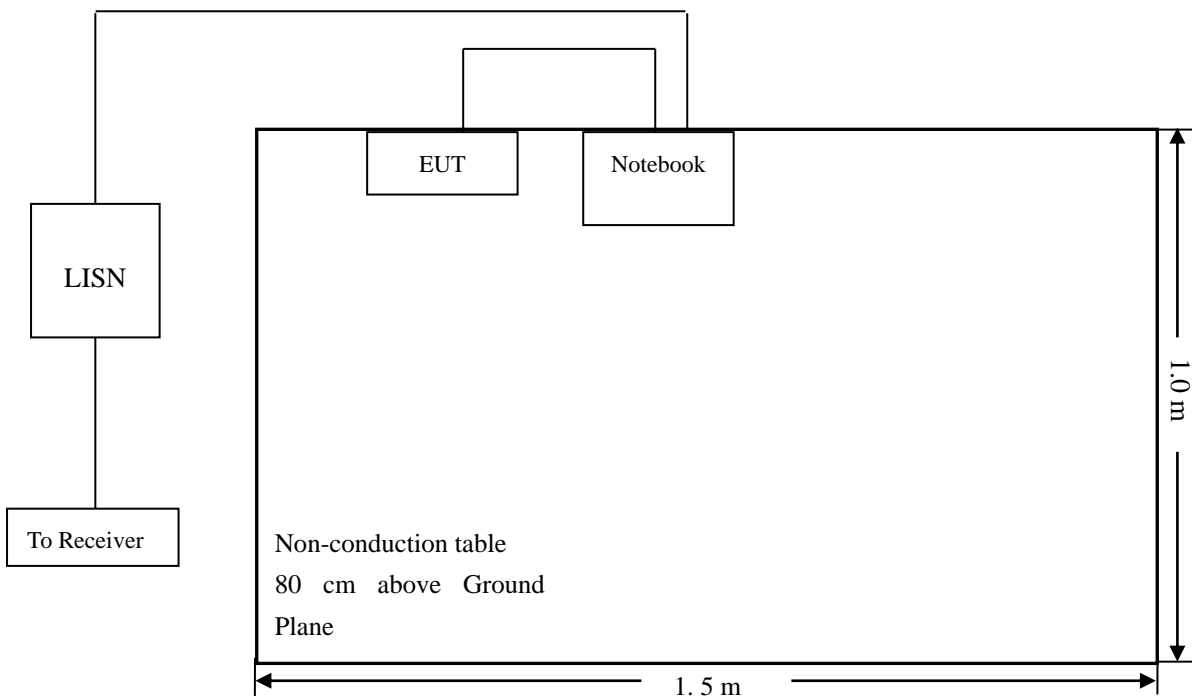 EUT
Notebook
LISN
1.0 m
To Receiver
Non-conduction table
80 cm above Ground
Plane
1. 5 m